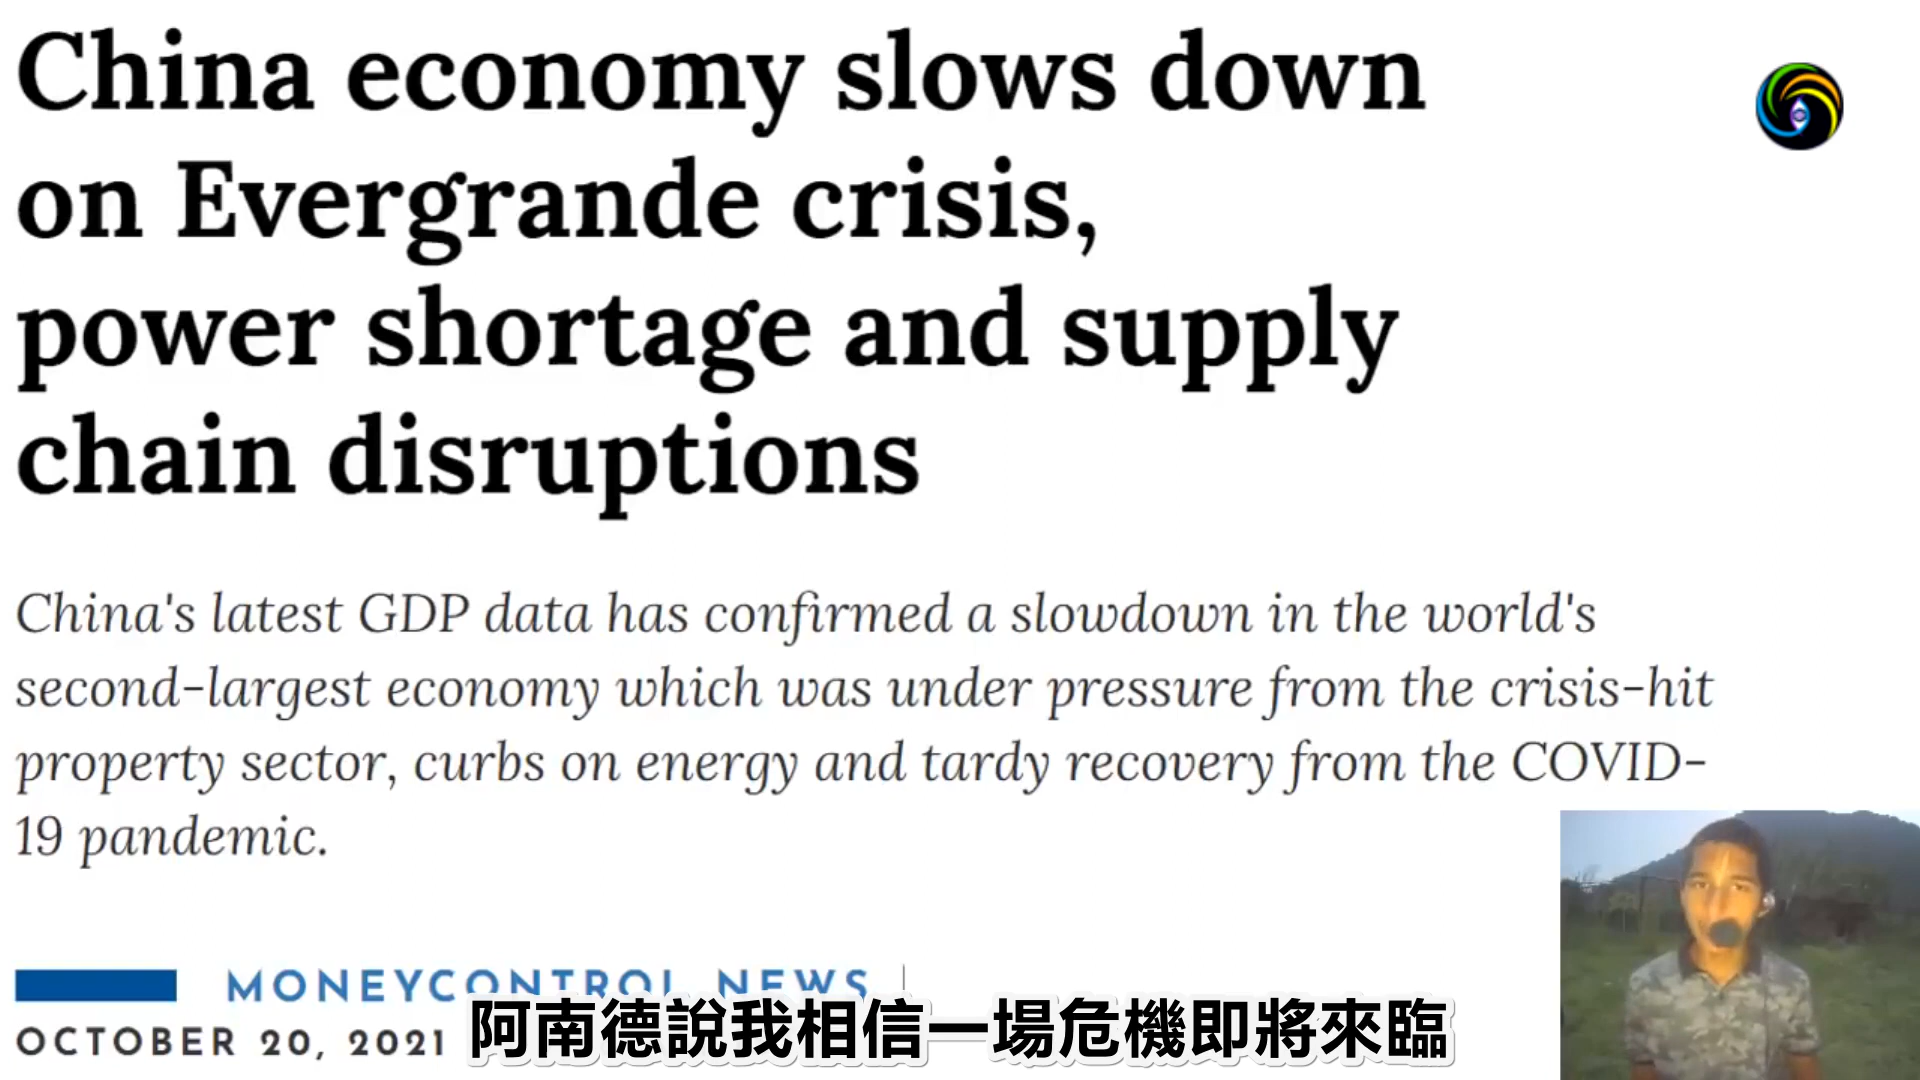 China economy slows down
on Evergrande crisis,
power shortage and supply
chain disruptions
China's latest GDP data has confirmed a slowdown in the world's
second-largest economy which was under pressure from the crisis-hit
property sector, curbs on energy and tardy recovery from the COVID-
19 pandemic.
MONEYCONTROL NEWS
OCTOBER 20, 2021
阿南德說我相信一場危機即將來臨